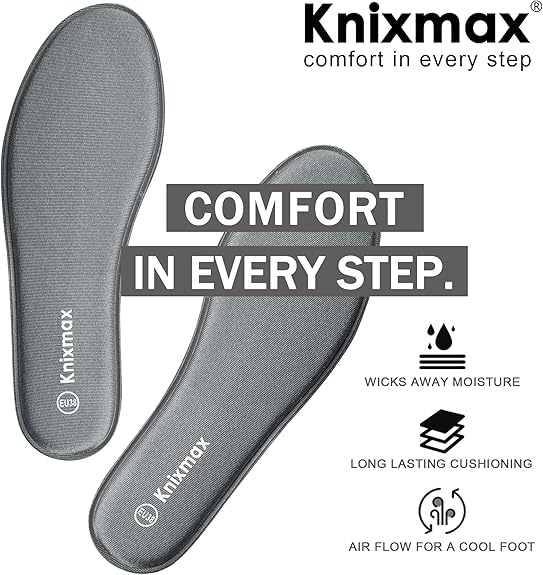 Knixmax®
comfort in every step
COMFORT
IN EVERY STEP.
Knixmax
EU38
Knixmax
EU38
WICKS AWAY MOISTURE
LONG LASTING CUSHIONING
AIR FLOW FOR A COOL FOOT